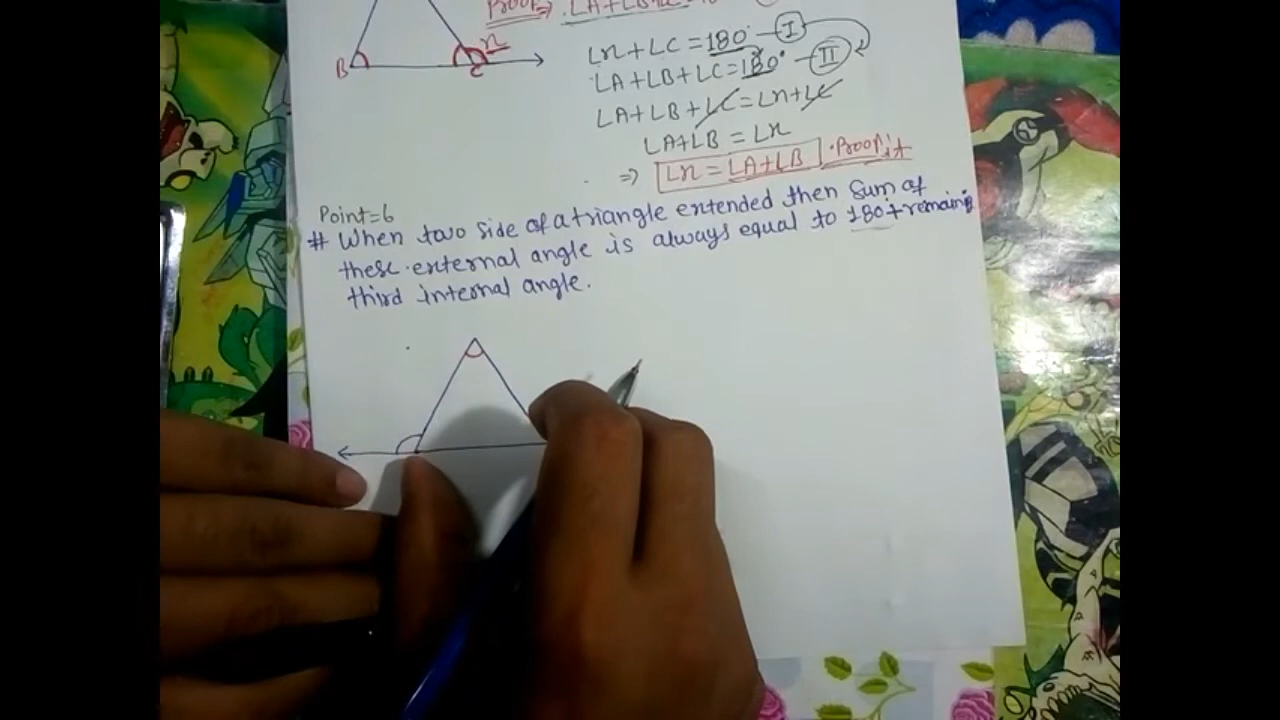 Proof ⇒ ∠A+∠B
∠x+∠C = 180° — I
∠A+∠B+∠C = 180° — II
∠A+∠B+∠C = ∠x+∠C
∠A+∠B = ∠x
⇒ ∠x = ∠A+∠B Proof it
B
x
C
Point=6
# When two side of a triangle extended then sum of
these external angle is always equal to 180°+remaining
third internal angle.